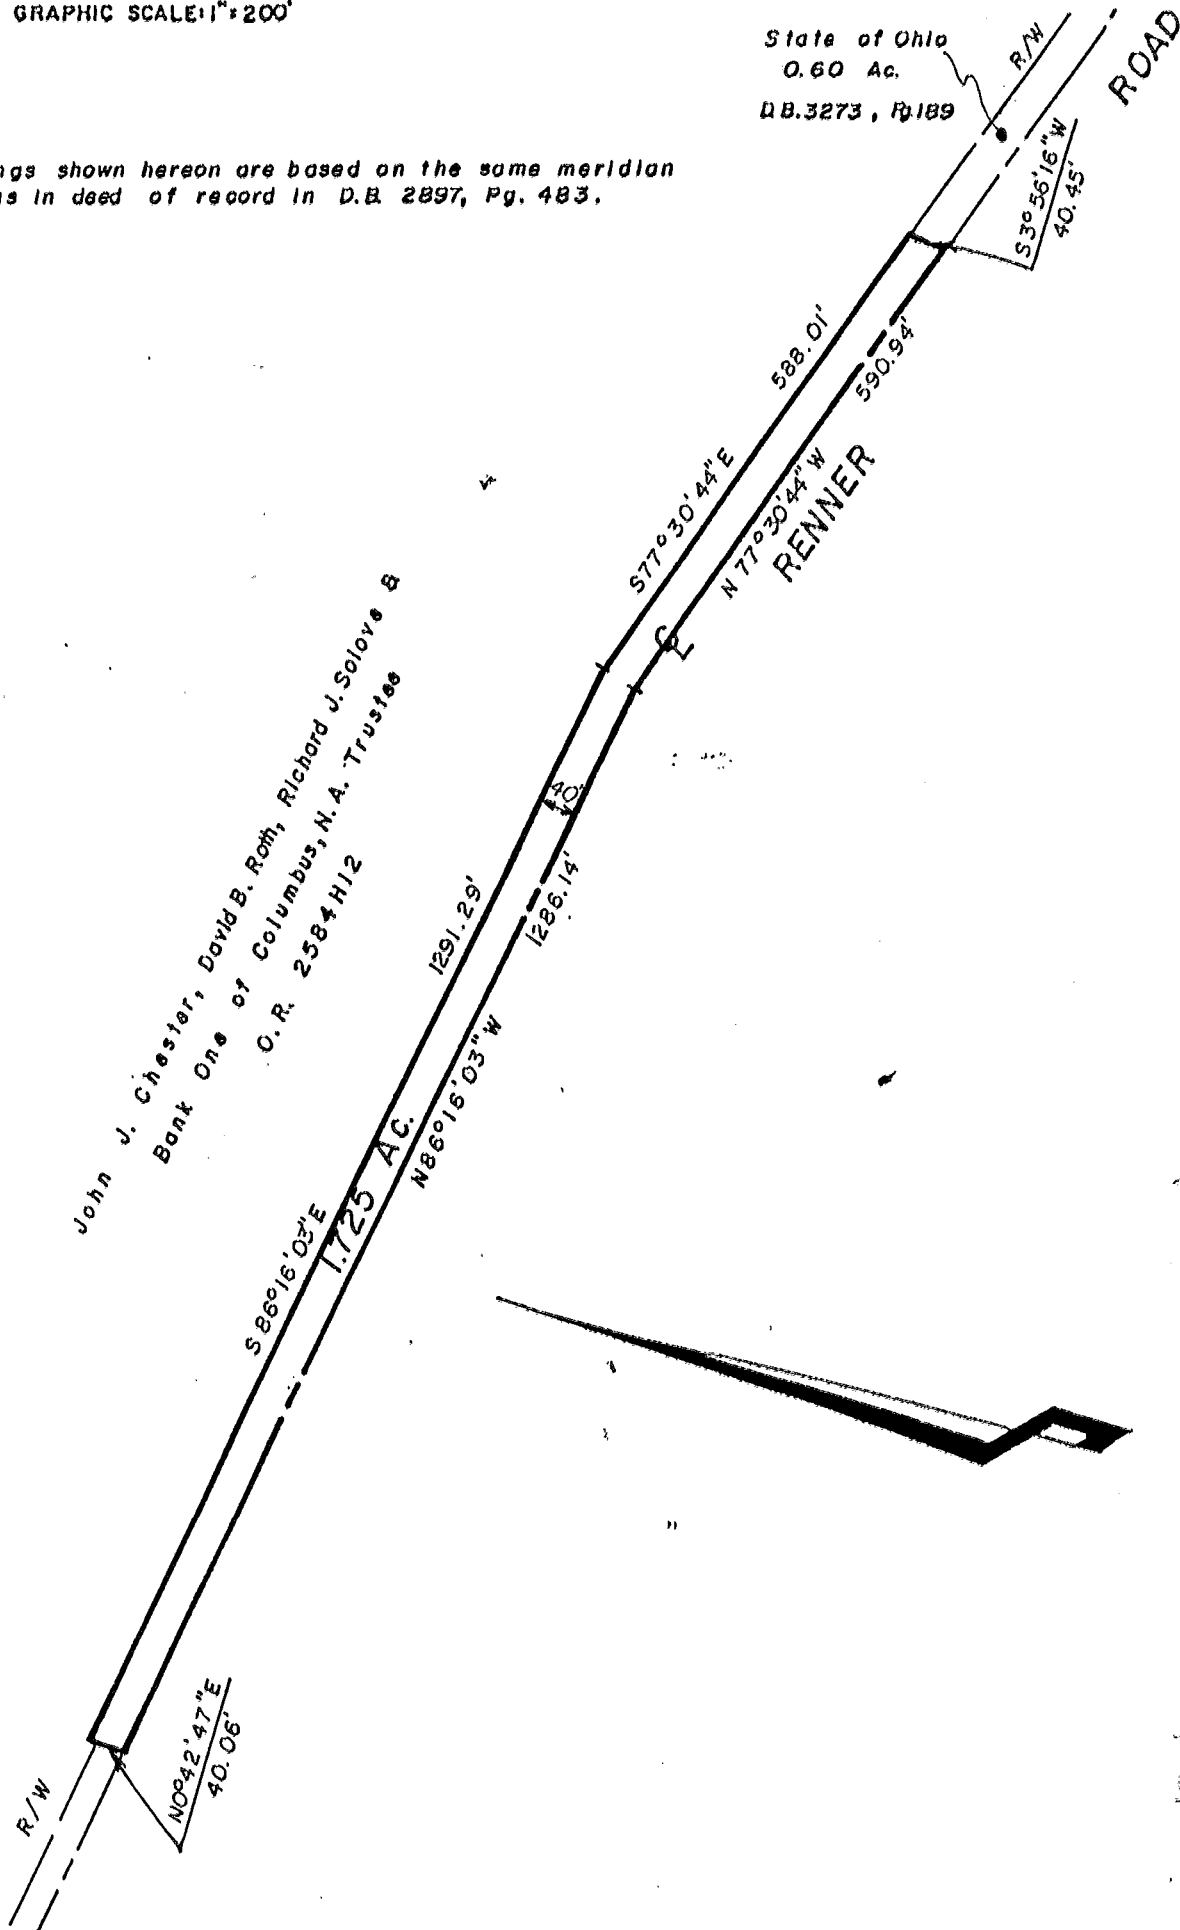 GRAPHIC SCALE: 1"=200'
State of Ohio
0.60 Ac.
D.B.3273, Pg.189
R/W
ROAD
S3°56'16"W
40.45'
shown hereon are based on the same meridian
in deed of record in D.B. 2897, Pg. 483.
588.01'
590.94'
S77°30'44"E
N77°30'44"W
RENNER
℄
John J. Chester, David B. Roth, Richard J. Solove &
Bank One of Columbus, N.A. Trustee
O.R. 2584H12
40'
1291.29'
1286.14'
S86°16'03"E
1.725 AC.
N86°16'03"W
N0°42'47"E
40.06'
R/W